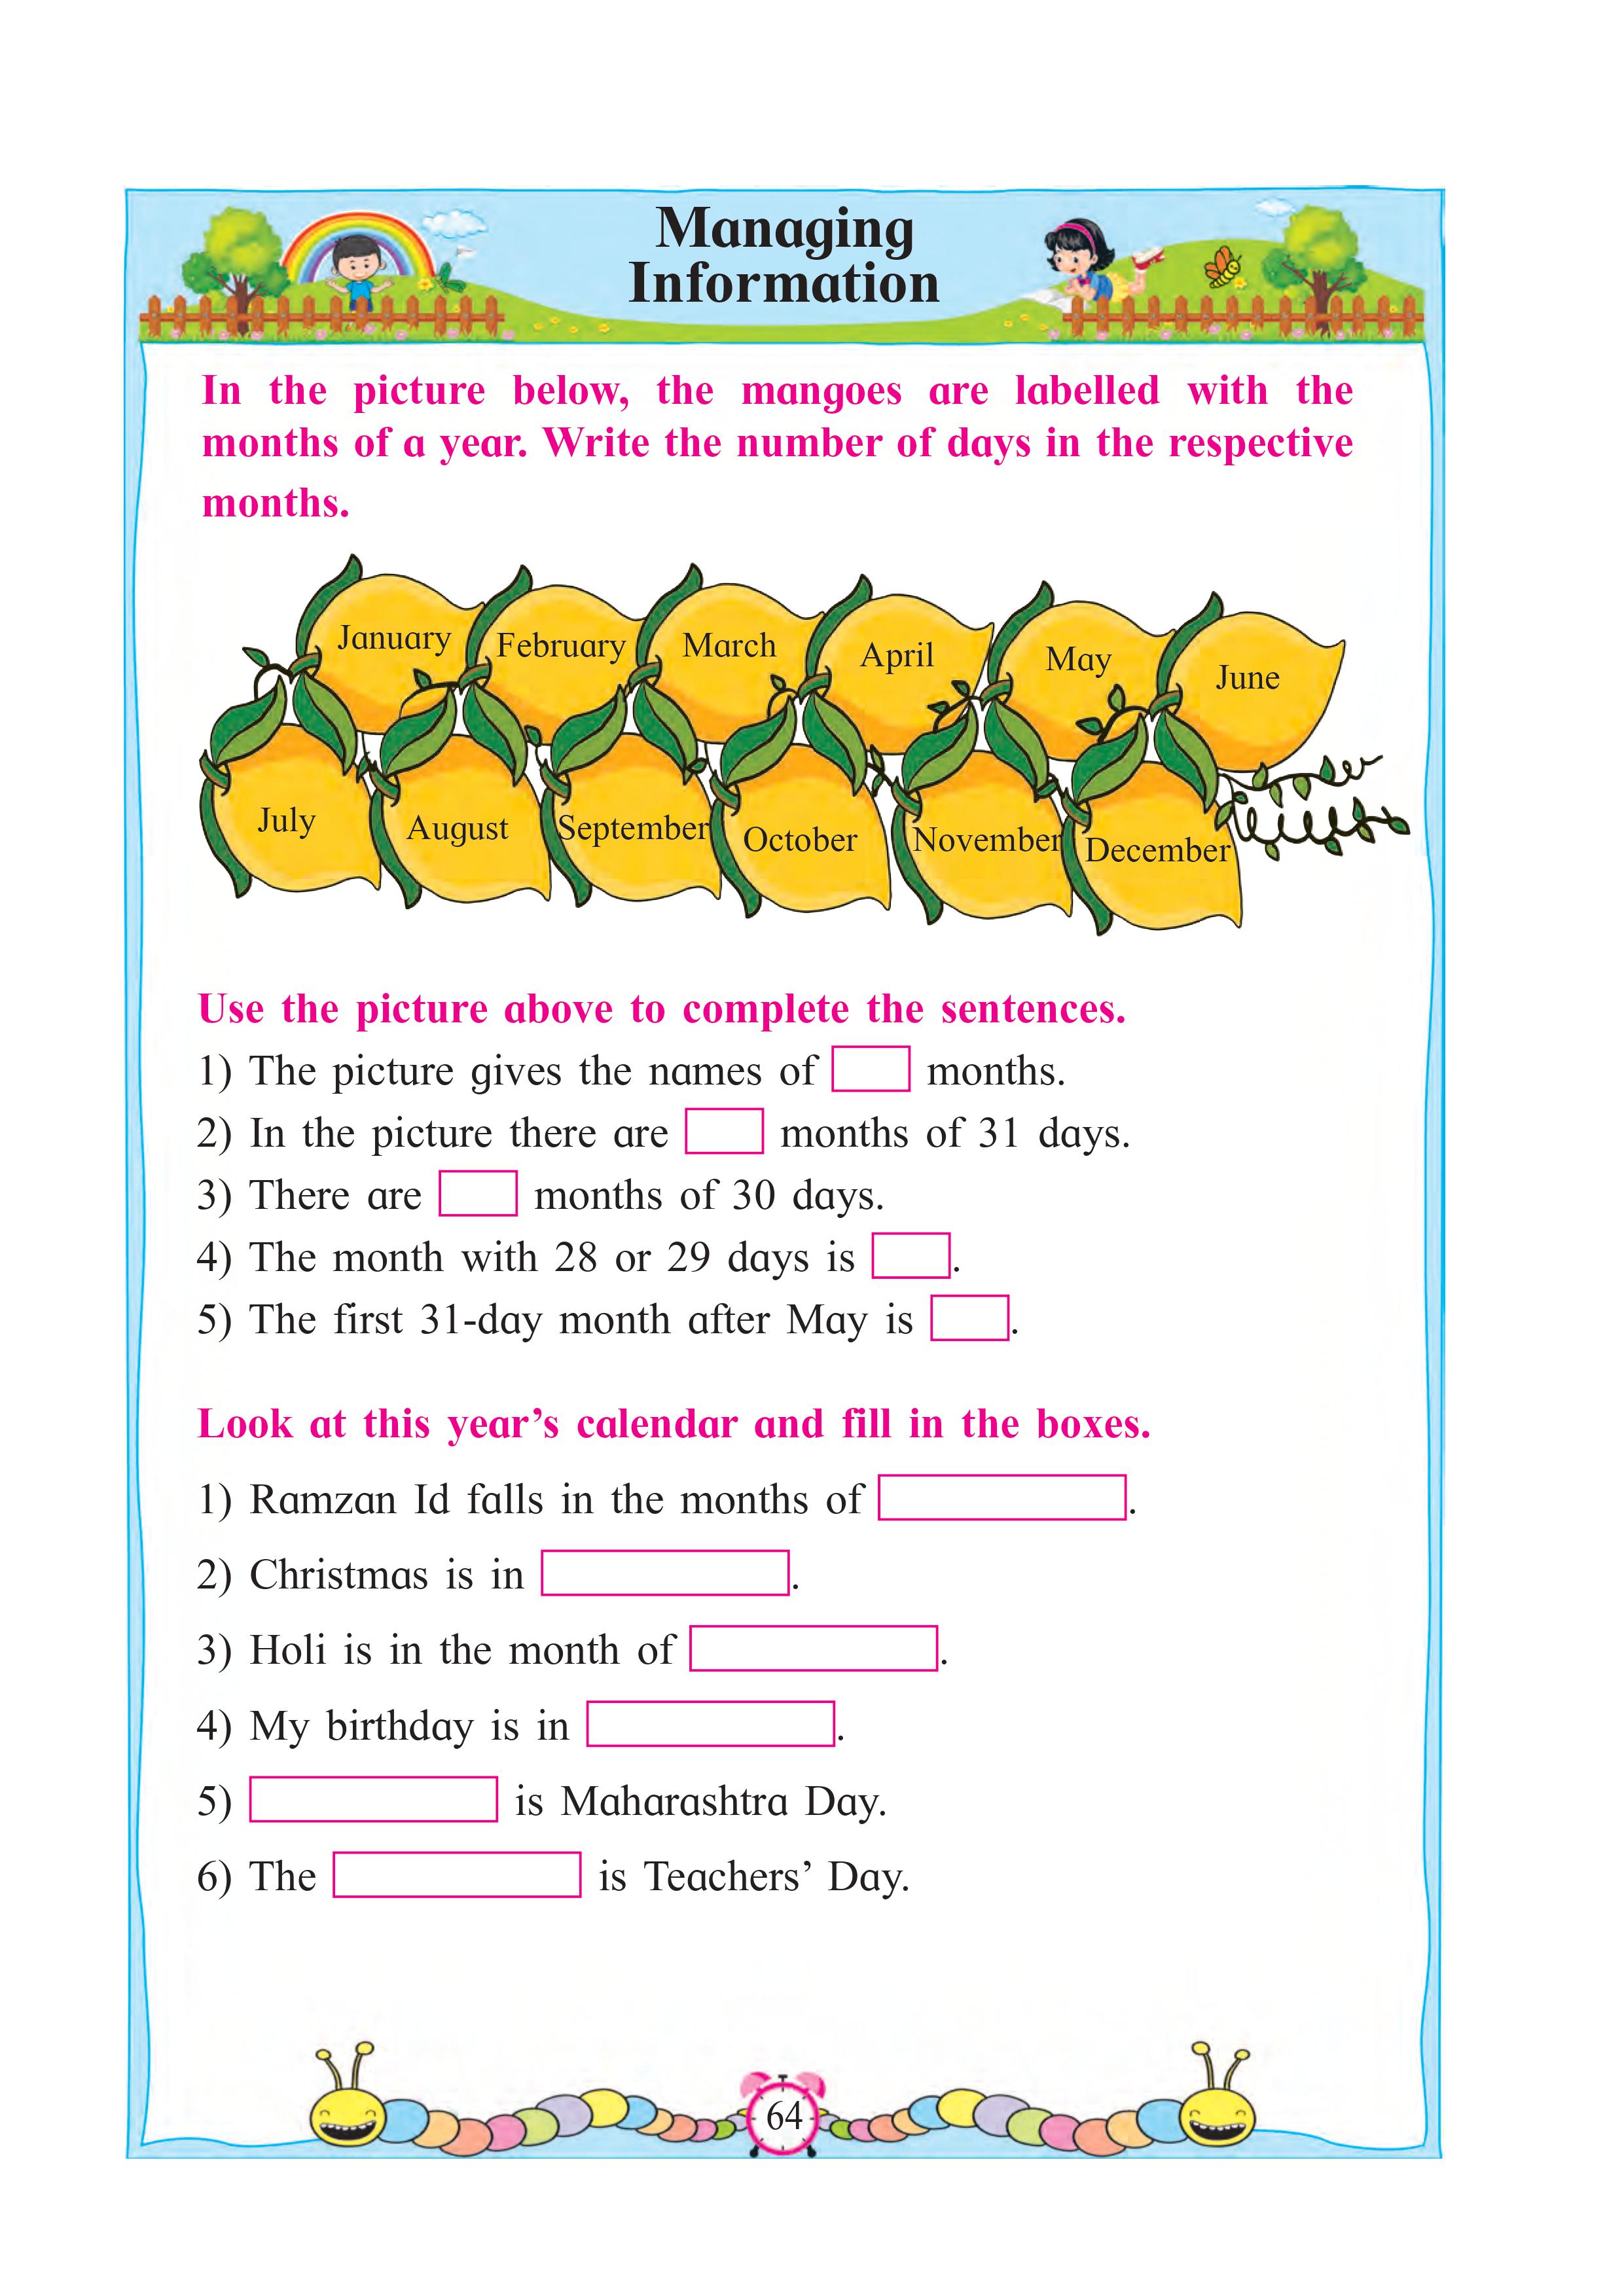 Managing
Information
In the picture below, the mangoes are labelled with the
months of a year. Write the number of days in the respective
months.
January
February
March
April
May
June
July
August
September
October
November
December
Use the picture above to complete the sentences.
1) The picture gives the names of months.
2) In the picture there are months of 31 days.
3) There are months of 30 days.
4) The month with 28 or 29 days is .
5) The first 31-day month after May is .
Look at this year’s calendar and fill in the boxes.
1) Ramzan Id falls in the months of .
2) Christmas is in .
3) Holi is in the month of .
4) My birthday is in .
5) is Maharashtra Day.
6) The is Teachers’ Day.
64